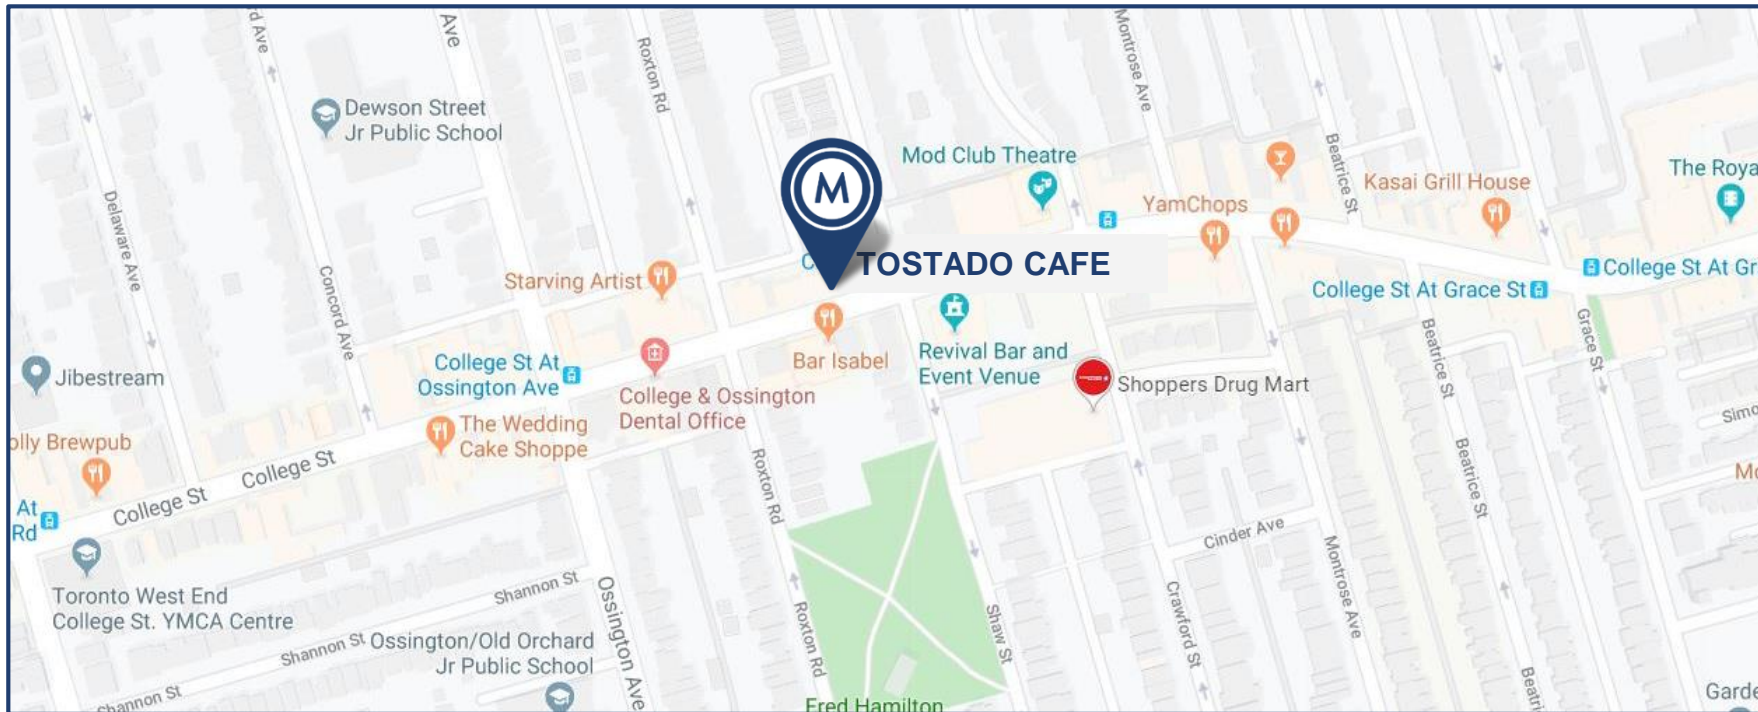 rd Ave
Ave
Roxton Rd
Montrose Ave
Dewson Street
Jr Public School
M
Mod Club Theatre
Beatrice St
Kasai Grill House
The Roya
YamChops
Delaware Ave
Concord Ave
Starving Artist
C
TOSTADO CAFE
College St At Gr
College St At Grace St
Grace St
Beatrice St
Jibestream
College St At
Ossington Ave
College & Ossington
Dental Office
Bar Isabel
Revival Bar and
Event Venue
Shoppers Drug Mart
olly Brewpub
The Wedding
Cake Shoppe
College St
College St
Roxton Rd
Beatrice St
Simo
Mo
At
Rd
Cinder Ave
Montrose Ave
Toronto West End
College St. YMCA Centre
Shannon St
Ossington Ave
Roxton Rd
Shaw St
Crawford St
Shannon St
Ossington/Old Orchard
Jr Public School
Shannon St
Beatri
Garde
Fred Hamilton